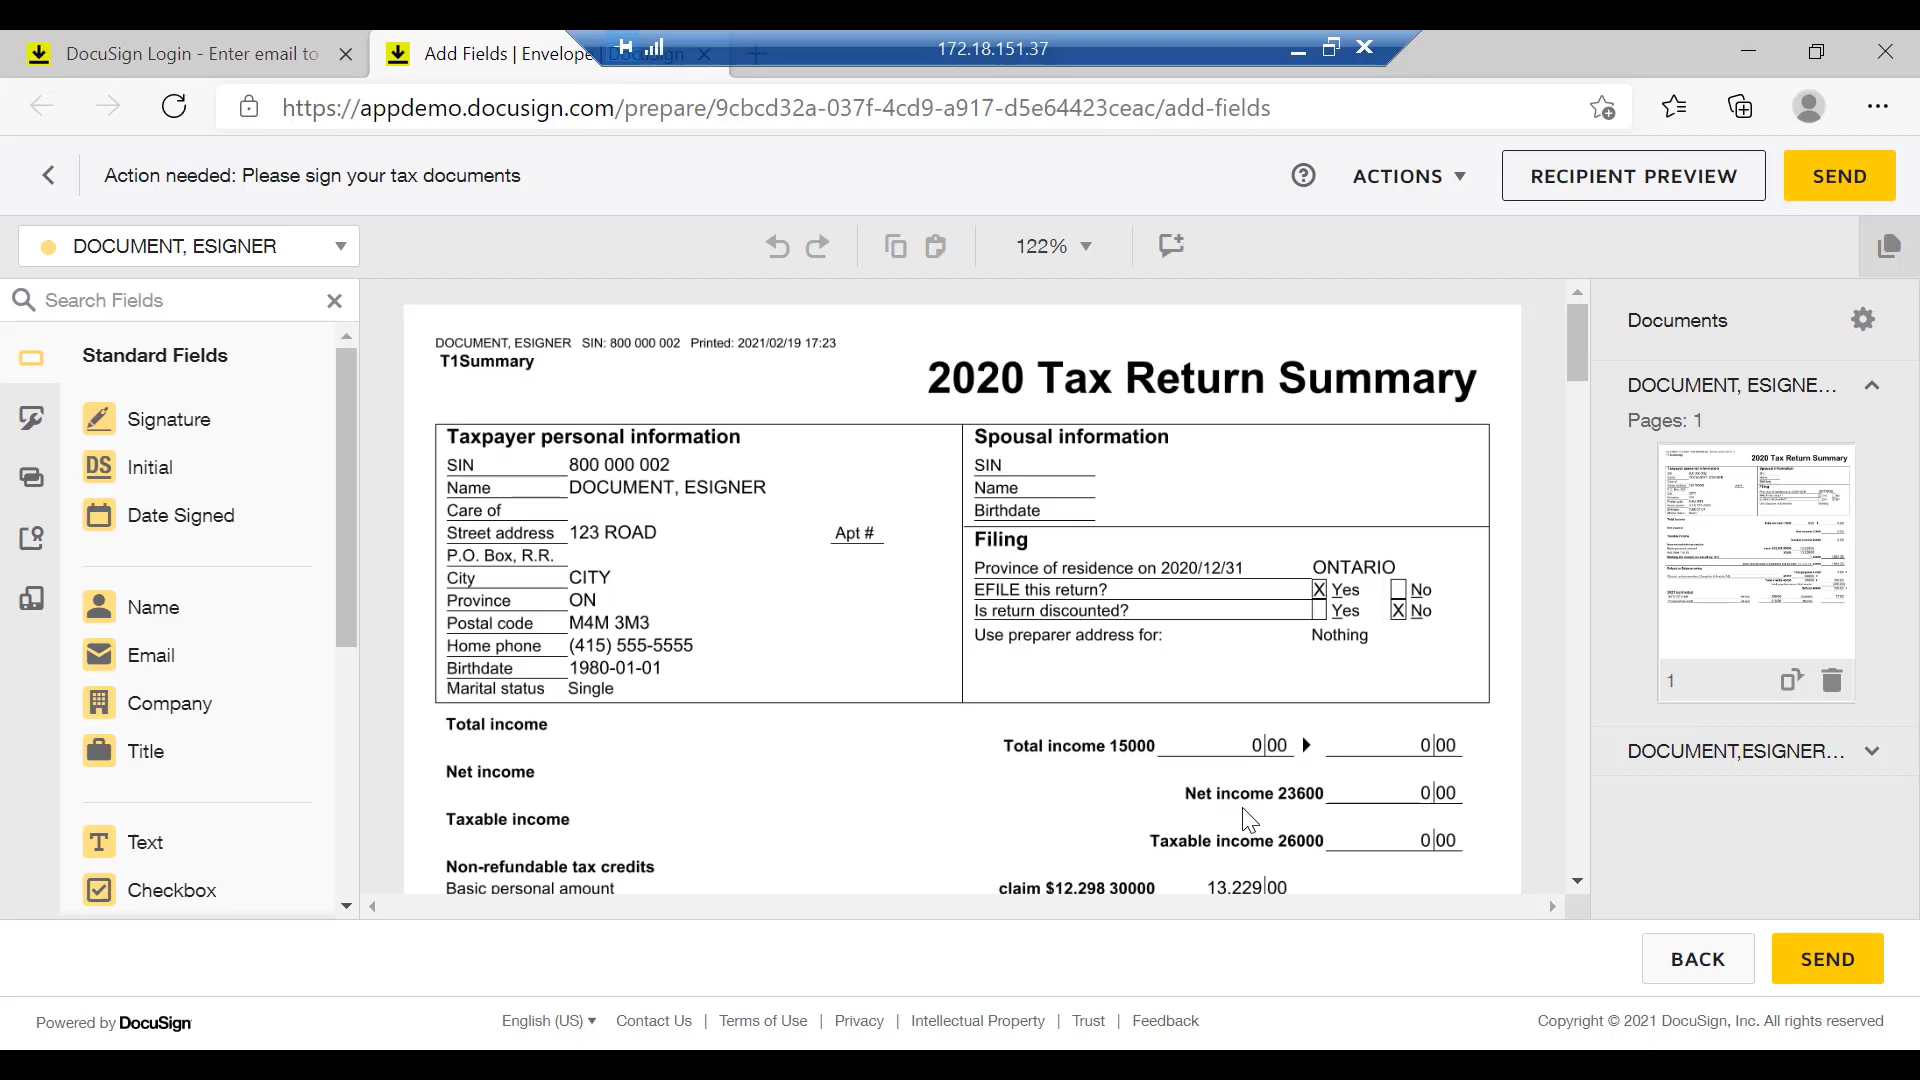 172.18.151.37
DocuSign Login - Enter email to
Add Fields | Envelope | DocuSign
https://appdemo.docusign.com/prepare/9cbcd32a-037f-4cd9-a917-d5e64423ceac/add-fields
Action needed: Please sign your tax documents
ACTIONS
RECIPIENT PREVIEW
SEND
DOCUMENT, ESIGNER
122%
Search Fields
Standard Fields
Signature
DS Initial
Date Signed
Name
Email
Company
Title
T Text
Checkbox
DOCUMENT, ESIGNER SIN: 800 000 002 Printed: 2021/02/19 17:23
T1Summary
2020 Tax Return Summary
Taxpayer personal information
SIN 800 000 002
Name DOCUMENT, ESIGNER
Care of
Street address 123 ROAD Apt #
P.O. Box, R.R.
City CITY
Province ON
Postal code M4M 3M3
Home phone (415) 555-5555
Birthdate 1980-01-01
Marital status Single
Spousal information
SIN
Name
Birthdate
Filing
Province of residence on 2020/12/31 ONTARIO
EFILE this return? X Yes No
Is return discounted? Yes X No
Use preparer address for: Nothing
Total income
Total income 15000 0|00 0|00
Net income
Net income 23600 0|00
Taxable income
Taxable income 26000 0|00
Non-refundable tax credits
Basic personal amount claim $12,298 30000 13,229|00
Documents
DOCUMENT, ESIGNE...
Pages: 1
2020 Tax Return Summary
1
DOCUMENT,ESIGNER...
BACK
SEND
Powered by DocuSign
English (US) Contact Us | Terms of Use | Privacy | Intellectual Property | Trust | Feedback
Copyright © 2021 DocuSign, Inc. All rights reserved